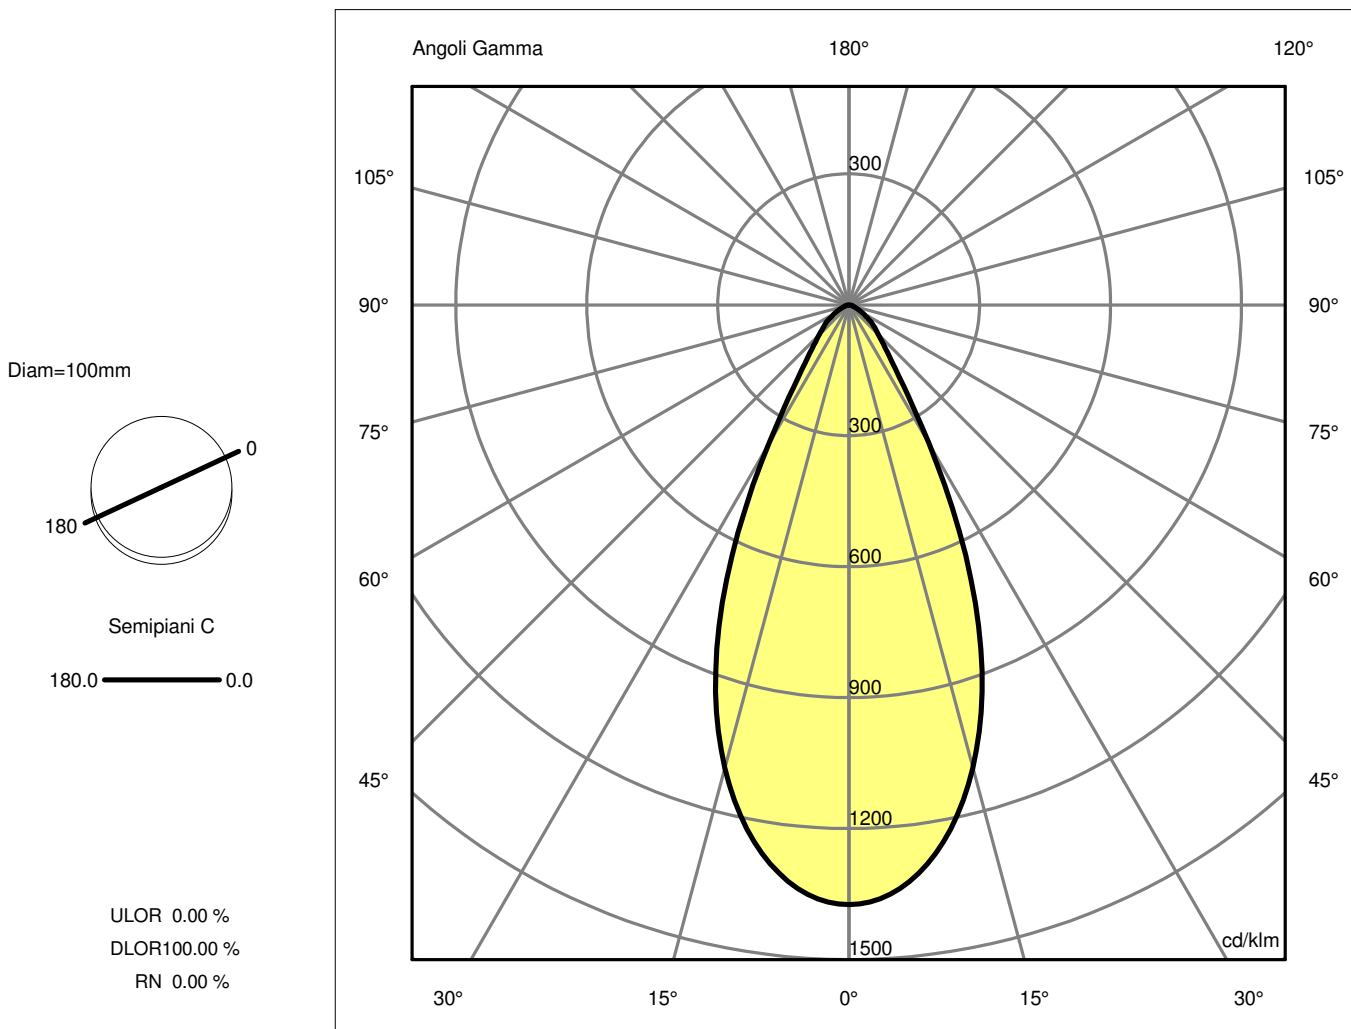 Angoli Gamma 180° 120°
300
105° 105°
90° 90°
Diam=100mm
300
75° 75°
0
180
600
60° 60°
Semipiani C
180.0 0.0
900
45° 45°
1200
ULOR 0.00 %
DLOR100.00 %
cd/klm
1500
RN 0.00 %
30° 15° 0° 15° 30°